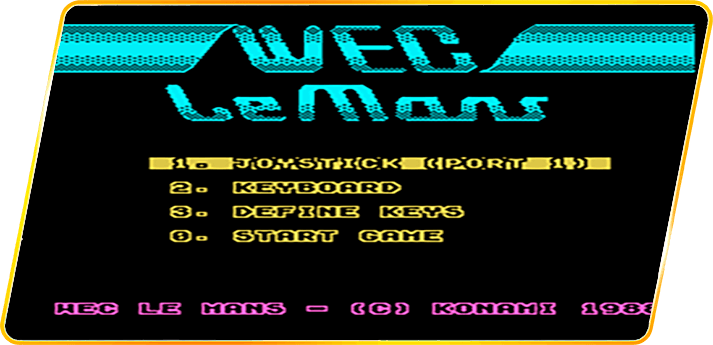 WEC
Le Mans
1. JOYSTICK (PORT 1)
2. KEYBOARD
3. DEFINE KEYS
0. START GAME
WEC LE MANS - (C) KONAMI